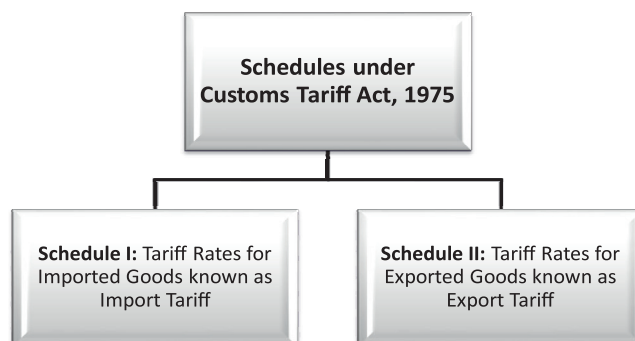 Schedules under
Customs Tariff Act, 1975
Schedule I: Tariff Rates for
Imported Goods known as
Import Tariff
Schedule II: Tariff Rates for
Exported Goods known as
Export Tariff